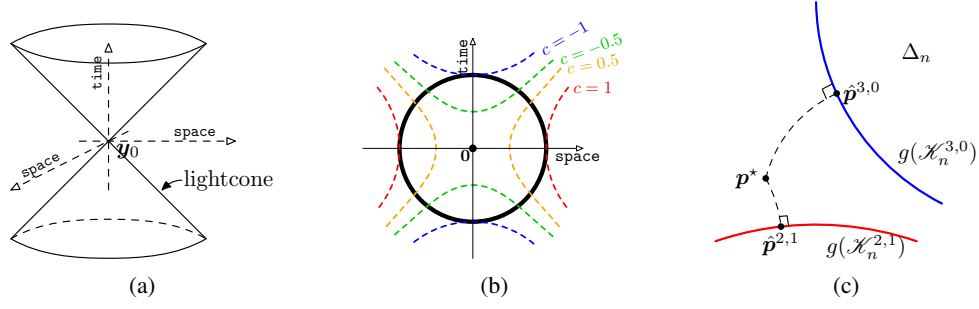 time
space
space
y₀
lightcone
(a)
c = −1
c = −0.5
c = 0.5
c = 1
time
0
space
(b)
Δₙ
p̂³,⁰
g(𝒦ₙ³,⁰)
p⋆
p̂²,¹
g(𝒦ₙ²,¹)
(c)